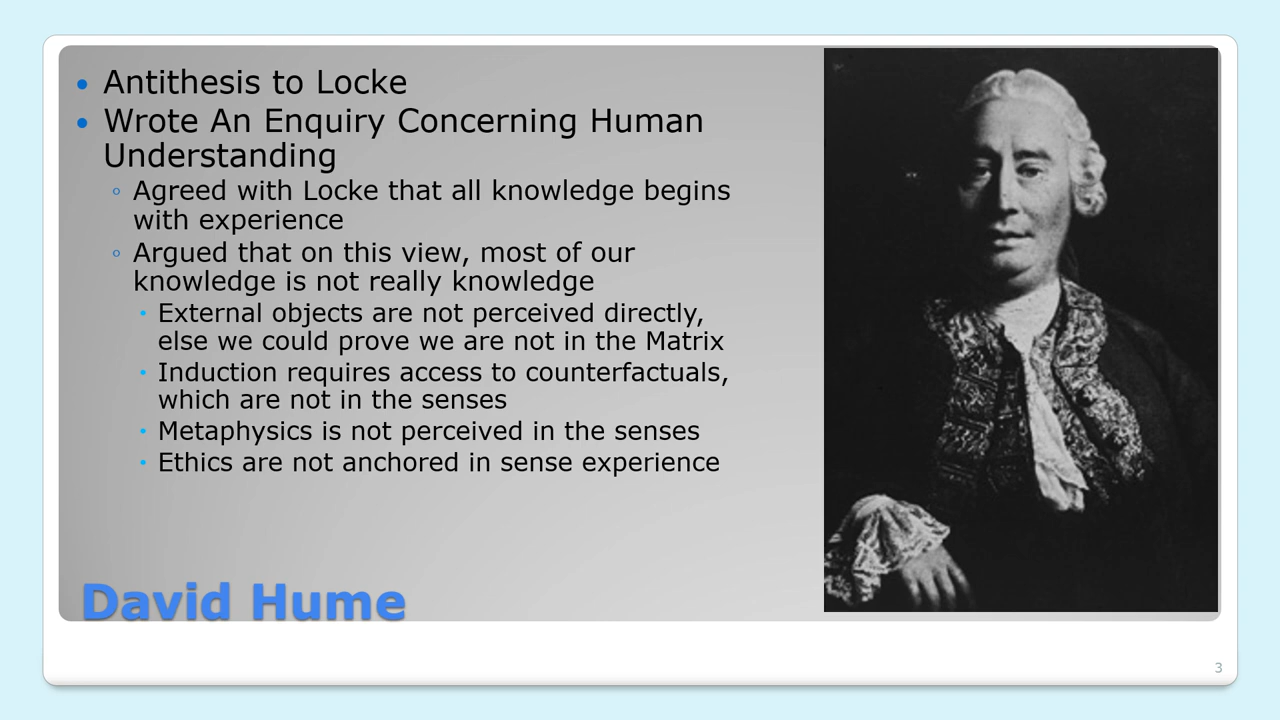 Antithesis to Locke
Wrote An Enquiry Concerning Human
Understanding
Agreed with Locke that all knowledge begins
with experience
Argued that on this view, most of our
knowledge is not really knowledge
External objects are not perceived directly,
else we could prove we are not in the Matrix
Induction requires access to counterfactuals,
which are not in the senses
Metaphysics is not perceived in the senses
Ethics are not anchored in sense experience
David Hume
3